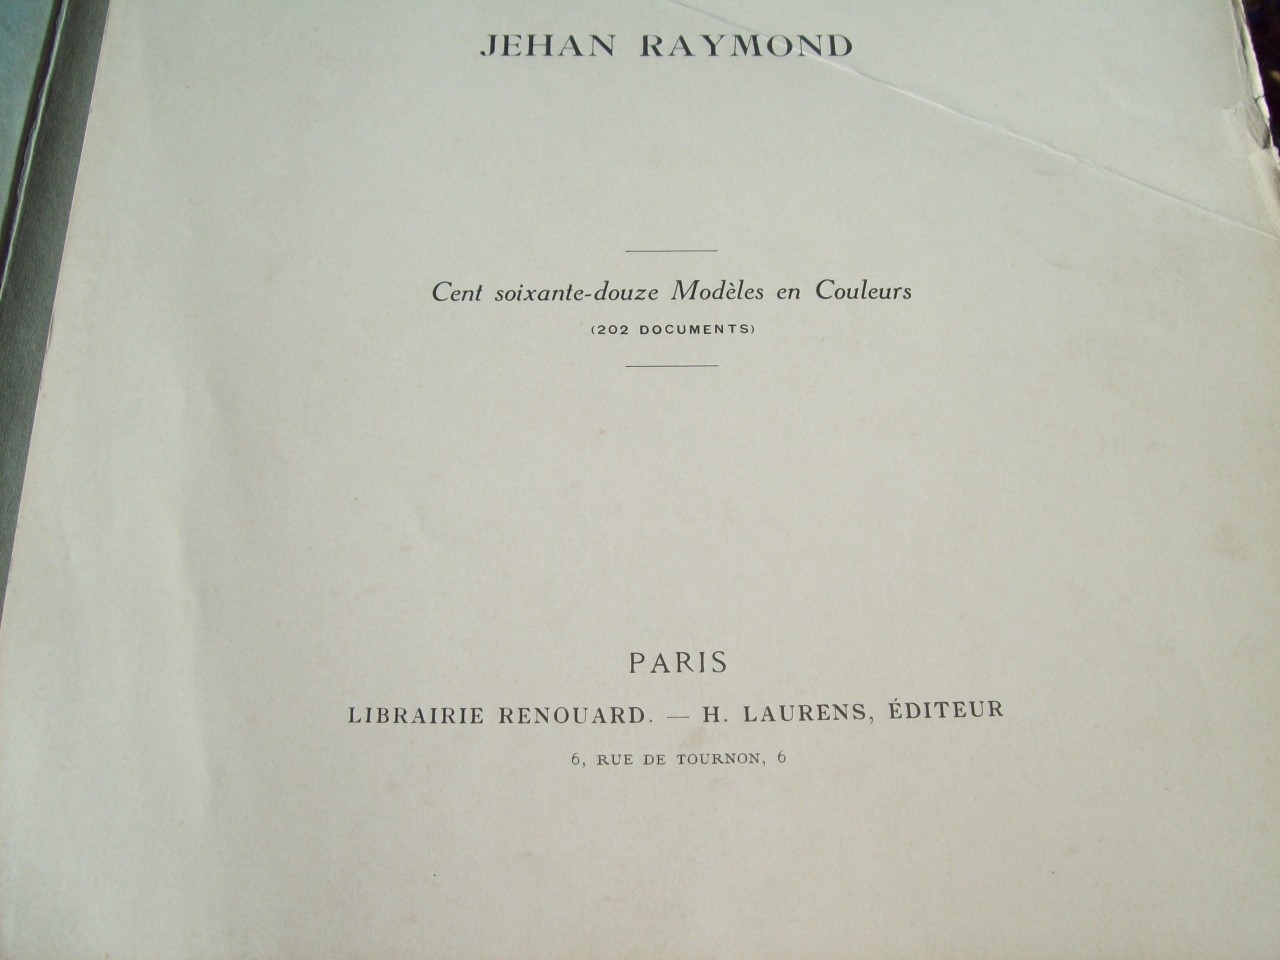 JEHAN RAYMOND
Cent soixante-douze Modèles en Couleurs
(202 DOCUMENTS)
PARIS
LIBRAIRIE RENOUARD. — H. LAURENS, ÉDITEUR
6, RUE DE TOURNON, 6